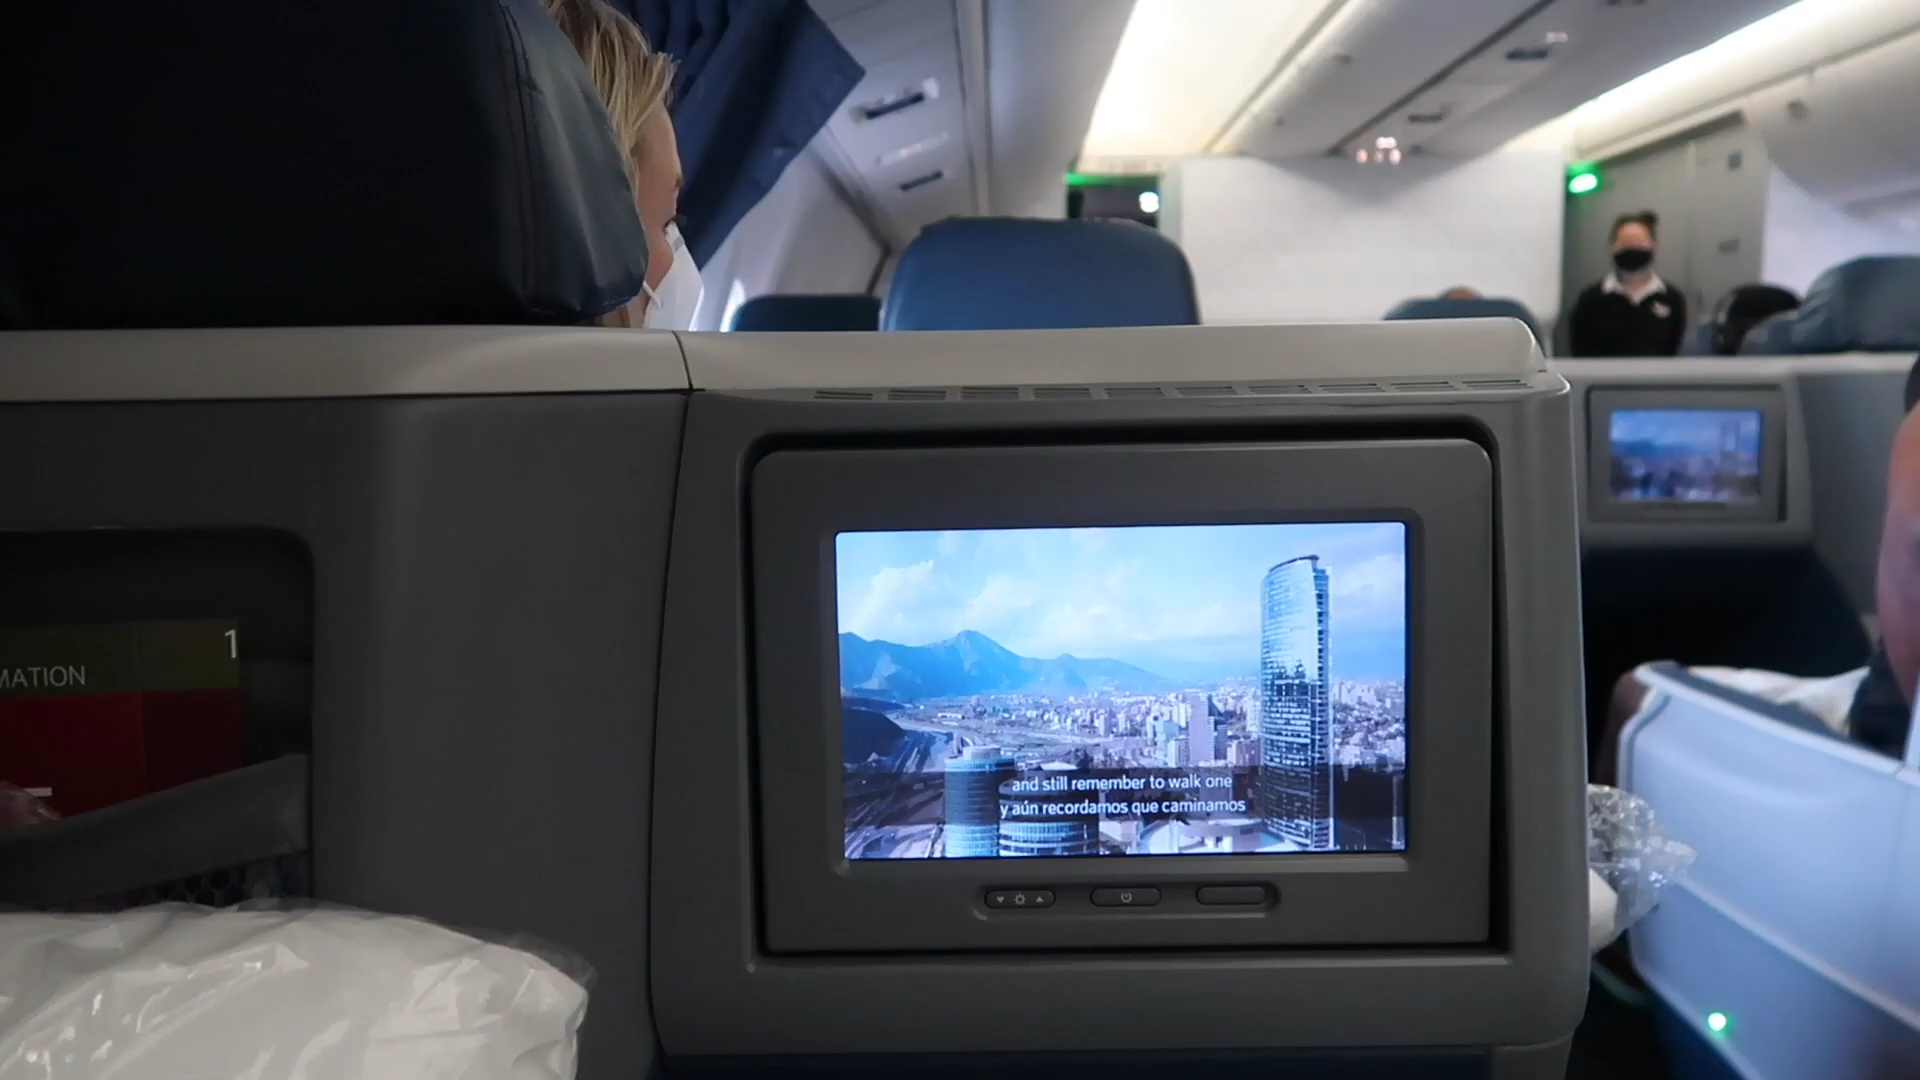 1
MATION
and still remember to walk one
y aún recordamos que caminamos